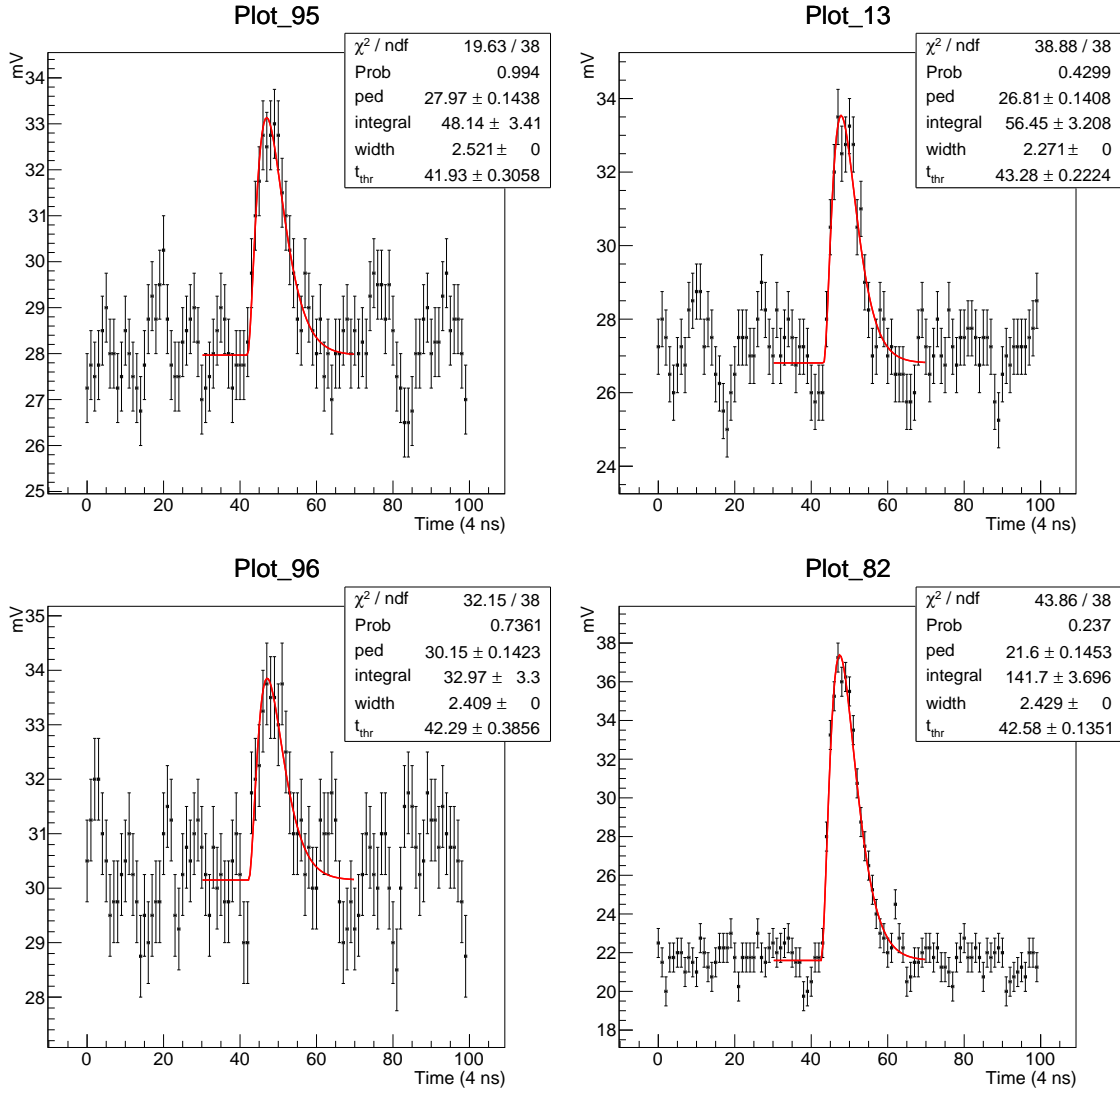 Plot_95
χ² / ndf 19.63 / 38
Prob 0.994
ped 27.97 ± 0.1438
integral 48.14 ± 3.41
width 2.521 ± 0
t_thr 41.93 ± 0.3058
mV
34
33
32
31
30
29
28
27
26
25
0 20 40 60 80 100
Time (4 ns)
Plot_13
χ² / ndf 38.88 / 38
Prob 0.4299
ped 26.81 ± 0.1408
integral 56.45 ± 3.208
width 2.271 ± 0
t_thr 43.28 ± 0.2224
mV
34
32
30
28
26
24
0 20 40 60 80 100
Time (4 ns)
Plot_96
χ² / ndf 32.15 / 38
Prob 0.7361
ped 30.15 ± 0.1423
integral 32.97 ± 3.3
width 2.409 ± 0
t_thr 42.29 ± 0.3856
mV
35
34
33
32
31
30
29
28
0 20 40 60 80 100
Time (4 ns)
Plot_82
χ² / ndf 43.86 / 38
Prob 0.237
ped 21.6 ± 0.1453
integral 141.7 ± 3.696
width 2.429 ± 0
t_thr 42.58 ± 0.1351
mV
38
36
34
32
30
28
26
24
22
20
18
0 20 40 60 80 100
Time (4 ns)